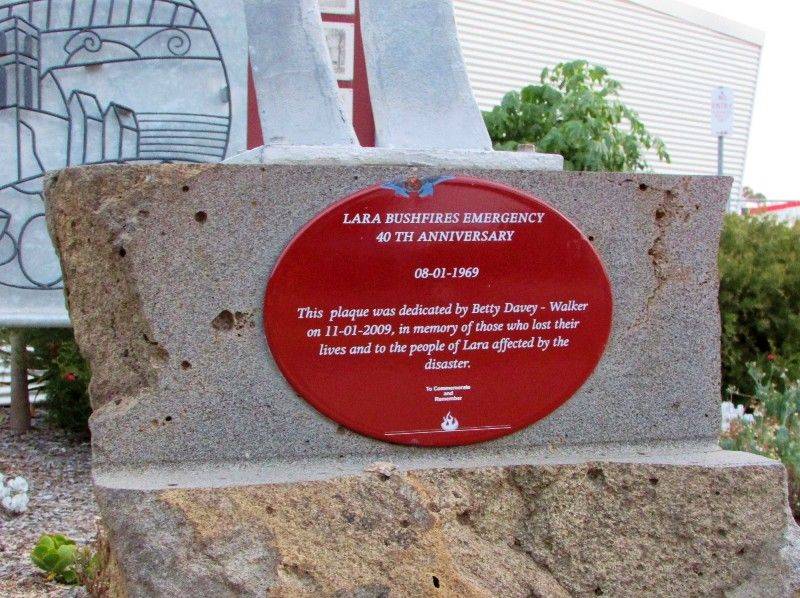 LARA BUSHFIRES EMERGENCY
40 TH ANNIVERSARY
08-01-1969
This plaque was dedicated by Betty Davey - Walker
on 11-01-2009, in memory of those who lost their
lives and to the people of Lara affected by the
disaster.
To Commemorate
and
Remember